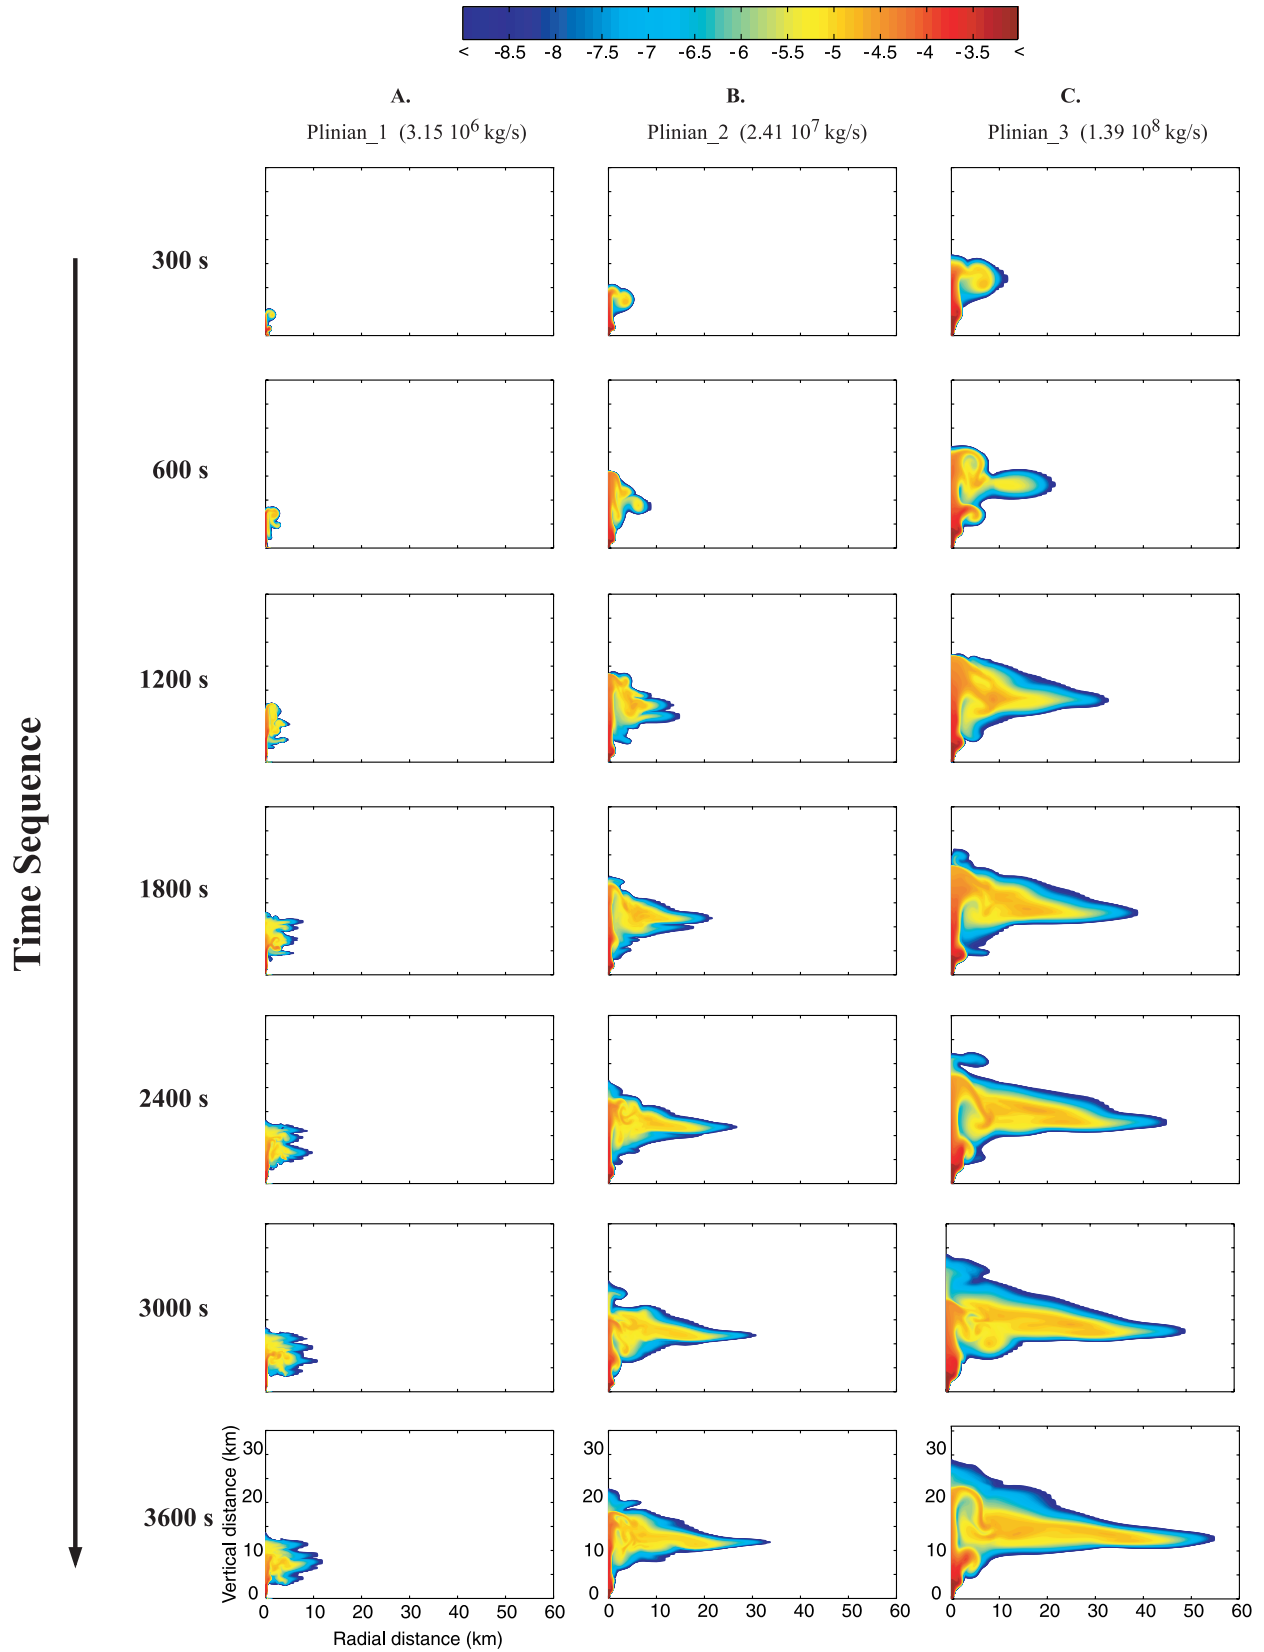 < -8.5 -8 -7.5 -7 -6.5 -6 -5.5 -5 -4.5 -4 -3.5 <
A. B. C.
Plinian_1 (3.15 10⁶ kg/s) Plinian_2 (2.41 10⁷ kg/s) Plinian_3 (1.39 10⁸ kg/s)
Time Sequence
300 s
600 s
1200 s
1800 s
2400 s
3000 s
3600 s
Vertical distance (km)
30 30 30
20 20 20
10 10 10
0 0 0
0 10 20 30 40 50 60 0 10 20 30 40 50 60 0 10 20 30 40 50 60
Radial distance (km)